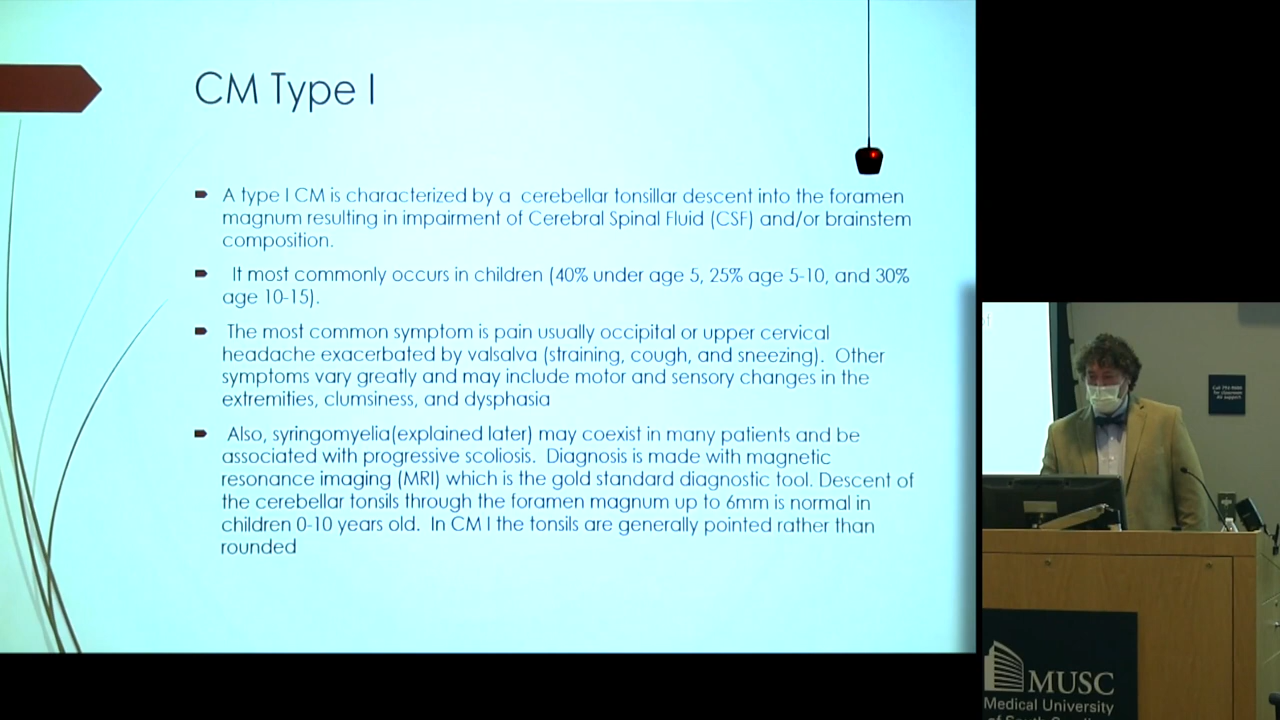 CM Type I
A type I CM is characterized by a cerebellar tonsillar descent into the foramen
magnum resulting in impairment of Cerebral Spinal Fluid (CSF) and/or brainstem
composition.
It most commonly occurs in children (40% under age 5, 25% age 5-10, and 30%
age 10-15).
The most common symptom is pain usually occipital or upper cervical
headache exacerbated by valsalva (straining, cough, and sneezing). Other
symptoms vary greatly and may include motor and sensory changes in the
extremities, clumsiness, and dysphasia
Also, syringomyelia(explained later) may coexist in many patients and be
associated with progressive scoliosis. Diagnosis is made with magnetic
resonance imaging (MRI) which is the gold standard diagnostic tool. Descent of
the cerebellar tonsils through the foramen magnum up to 6mm is normal in
children 0-10 years old. In CM I the tonsils are generally pointed rather than
rounded
MUSC
Medical University